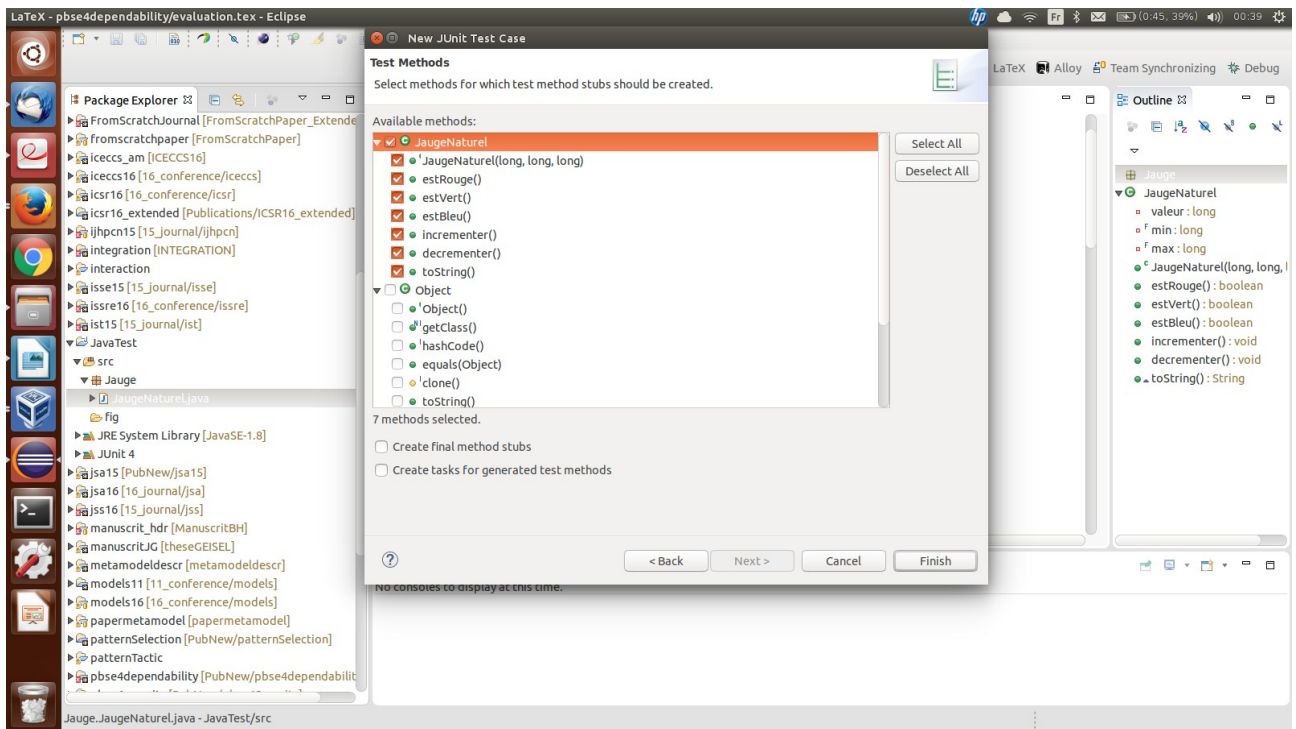 LaTeX - pbse4dependability/evaluation.tex - Eclipse
Fr
(0:45, 39%)
00:39
New JUnit Test Case
Test Methods
Select methods for which test method stubs should be created.
Available methods:
JaugeNaturel
JaugeNaturel(long, long, long)
estRouge()
estVert()
estBleu()
incrementer()
decrementer()
toString()
Object
Object()
getClass()
hashCode()
equals(Object)
clone()
toString()
Select All
Deselect All
7 methods selected.
Create final method stubs
Create tasks for generated test methods
< Back
Next >
Cancel
Finish
No consoles to display at this time.
LaTeX
Alloy
Team Synchronizing
Debug
Package Explorer
FromScratchJournal [FromScratchPaper_Extende
fromscratchpaper [FromScratchPaper]
iceccs_am [ICECCS16]
iceccs16 [16_conference/iceccs]
icsr16 [16_conference/icsr]
icsr16_extended [Publications/ICSR16_extended]
ijhpcn15 [15_journal/ijhpcn]
integration [INTEGRATION]
interaction
isse15 [15_journal/isse]
issre16 [16_conference/issre]
ist15 [15_journal/ist]
JavaTest
src
Jauge
JaugeNaturel.java
fig
JRE System Library [JavaSE-1.8]
JUnit 4
jsa15 [PubNew/jsa15]
jsa16 [16_journal/jsa]
jss16 [15_journal/jss]
manuscrit_hdr [ManuscritBH]
manuscritJG [theseGEISEL]
metamodeldescr [metamodeldescr]
models11 [11_conference/models]
models16 [16_conference/models]
papermetamodel [papermetamodel]
patternSelection [PubNew/patternSelection]
patternTactic
pbse4dependability [PubNew/pbse4dependabilit
Outline
Jauge
JaugeNaturel
valeur : long
min : long
max : long
JaugeNaturel(long, long, l
estRouge() : boolean
estVert() : boolean
estBleu() : boolean
incrementer() : void
decrementer() : void
toString() : String
Jauge.JaugeNaturel.java - JavaTest/src